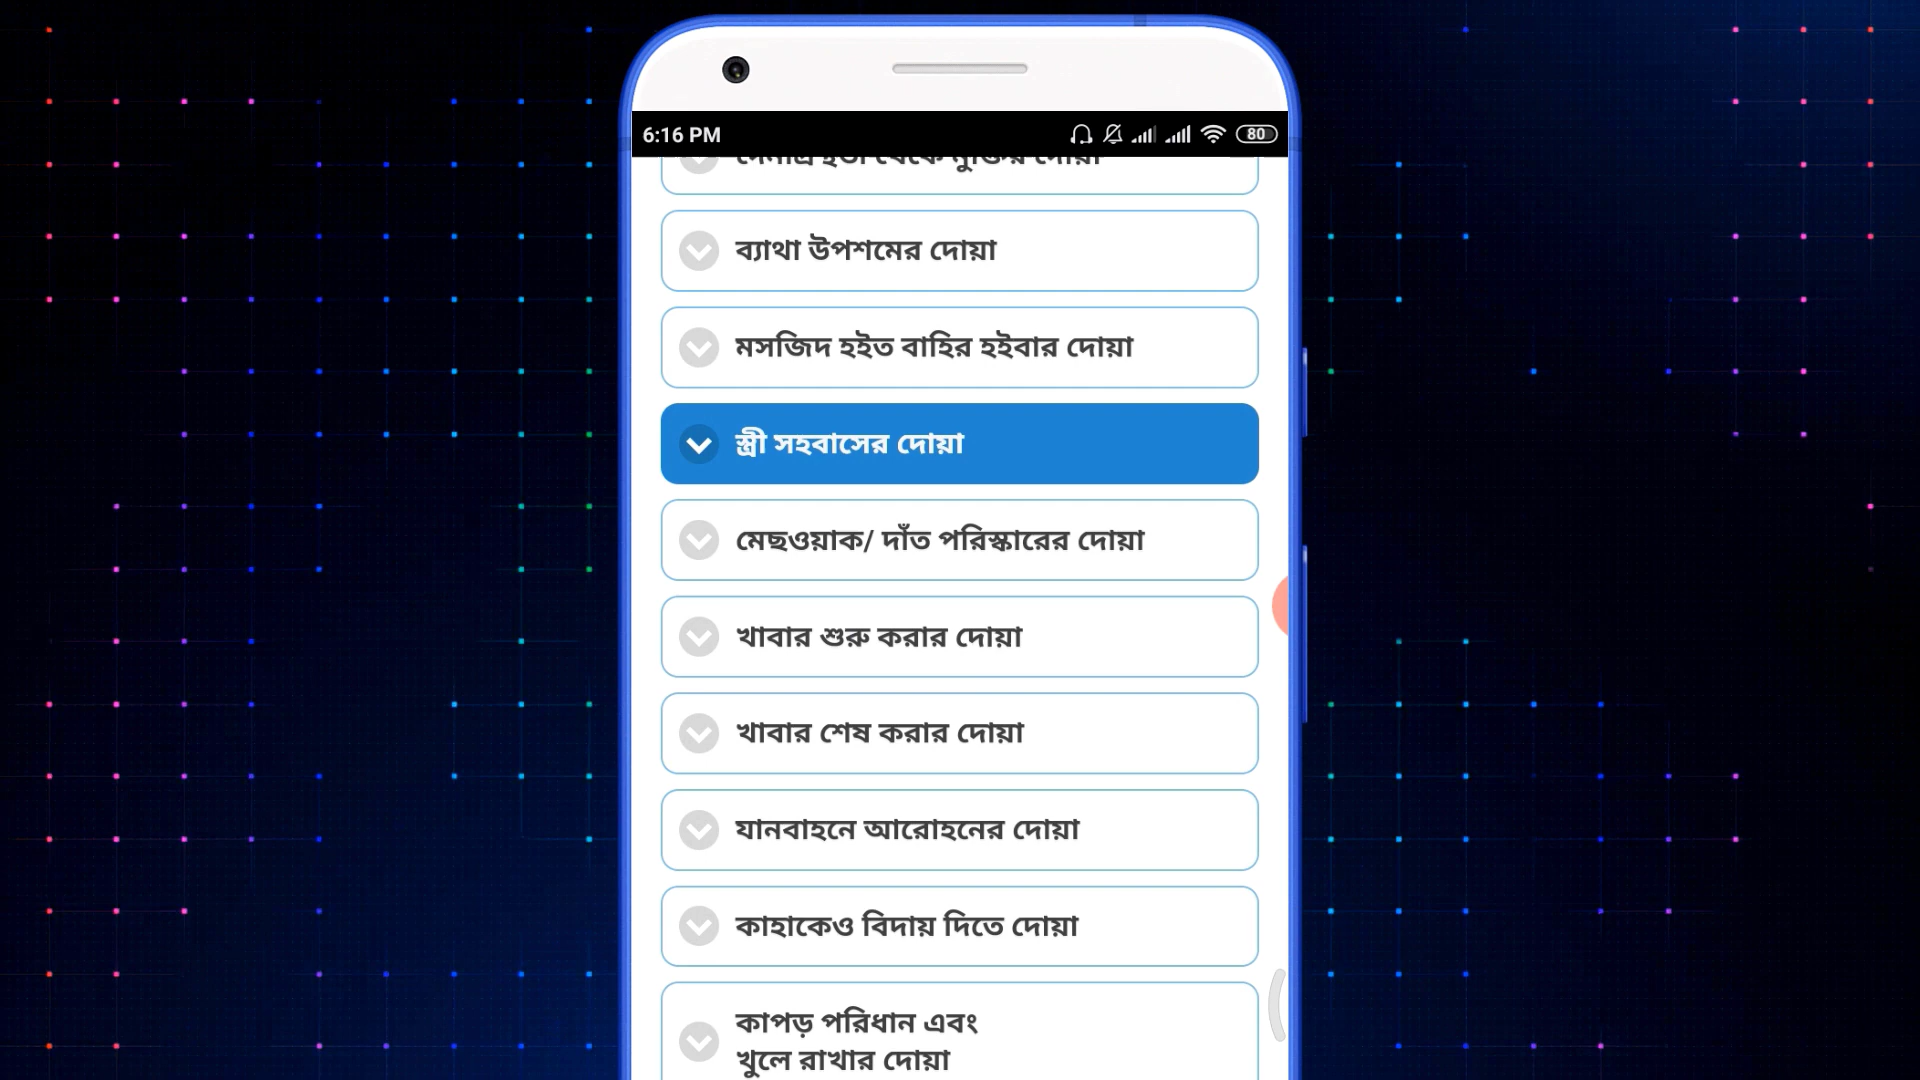 6:16 PM
80
থেকে মুক্তির দোয়া
ব্যাথা উপশমের দোয়া
মসজিদ হইত বাহির হইবার দোয়া
স্ত্রী সহবাসের দোয়া
মেছওয়াক/ দাঁত পরিস্কারের দোয়া
খাবার শুরু করার দোয়া
খাবার শেষ করার দোয়া
যানবাহনে আরোহনের দোয়া
কাহাকেও বিদায় দিতে দোয়া
কাপড় পরিধান এবং
খুলে রাখার দোয়া